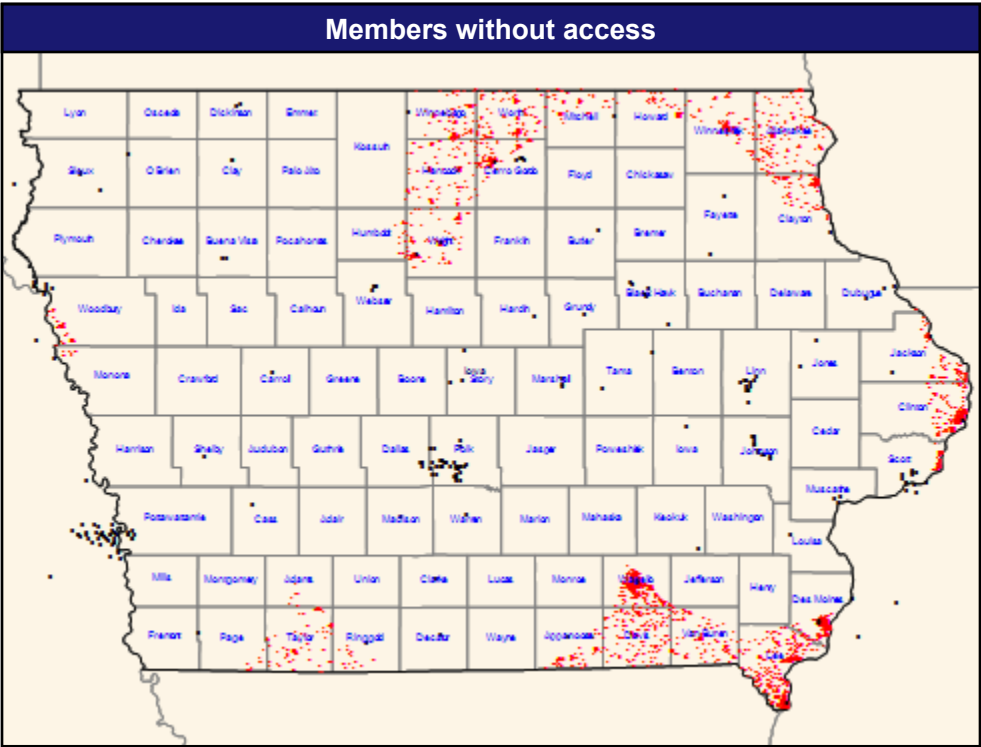 Members without access
Lyon
Osceola
Dickinson
Emmet
Kossuth
Winnebago
Worth
Mitchell
Howard
Winneshiek
Sioux
O'Brien
Clay
Palo Alto
Hancock
Cerro Gordo
Floyd
Chickasaw
Fayette
Clayton
Plymouth
Cherokee
Buena Vista
Pocahontas
Humboldt
Wright
Franklin
Butler
Bremer
Woodbury
Ida
Sac
Calhoun
Webster
Hamilton
Hardin
Grundy
Black Hawk
Buchanan
Delaware
Dubuque
Monona
Crawford
Carroll
Greene
Boone
Iowa
Story
Marshall
Tama
Benton
Linn
Jones
Jackson
Clinton
Harrison
Shelby
Audubon
Guthrie
Dallas
Polk
Jasper
Poweshiek
Iowa
Johnson
Cedar
Scott
Muscatine
Pottawattamie
Cass
Adair
Madison
Warren
Marion
Mahaska
Keokuk
Washington
Louisa
Mills
Montgomery
Adams
Union
Clarke
Lucas
Monroe
Wapello
Jefferson
Henry
Des Moines
Fremont
Page
Taylor
Ringgold
Decatur
Wayne
Appanoose
Davis
Van Buren
Lee